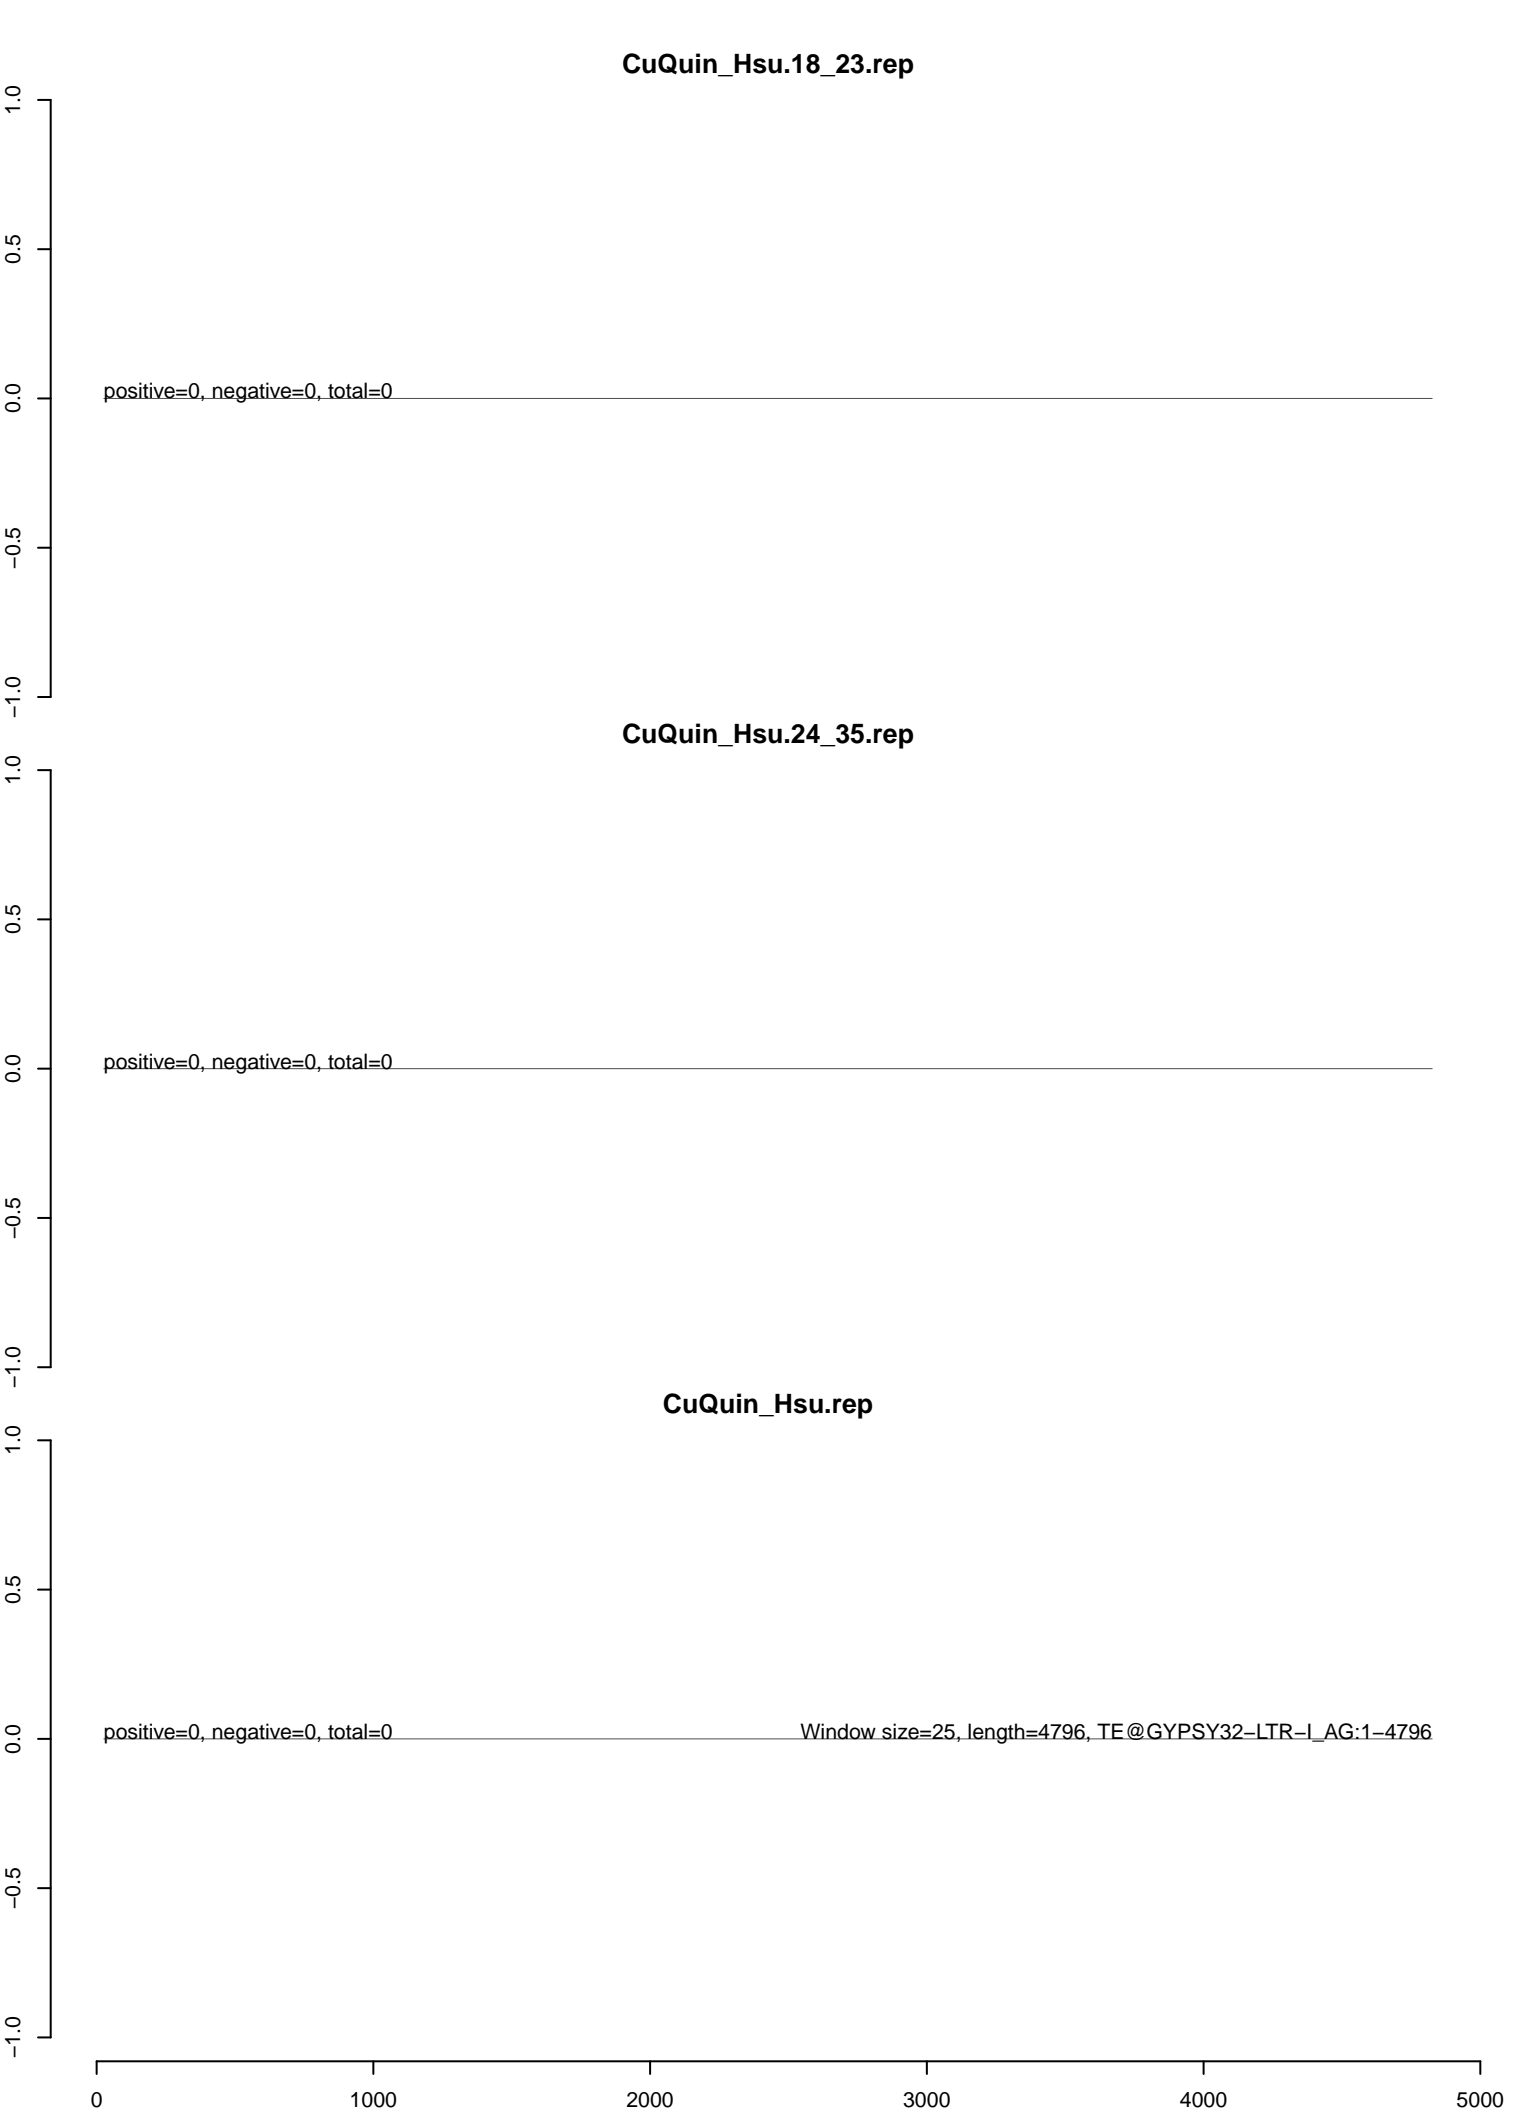 CuQuin_Hsu.18_23.rep
1.0
0.5
0.0
−0.5
−1.0
positive=0, negative=0, total=0
CuQuin_Hsu.24_35.rep
1.0
0.5
0.0
−0.5
−1.0
positive=0, negative=0, total=0
CuQuin_Hsu.rep
1.0
0.5
0.0
−0.5
−1.0
positive=0, negative=0, total=0
Window size=25, length=4796, TE@GYPSY32−LTR−I_AG:1−4796
0 1000 2000 3000 4000 5000